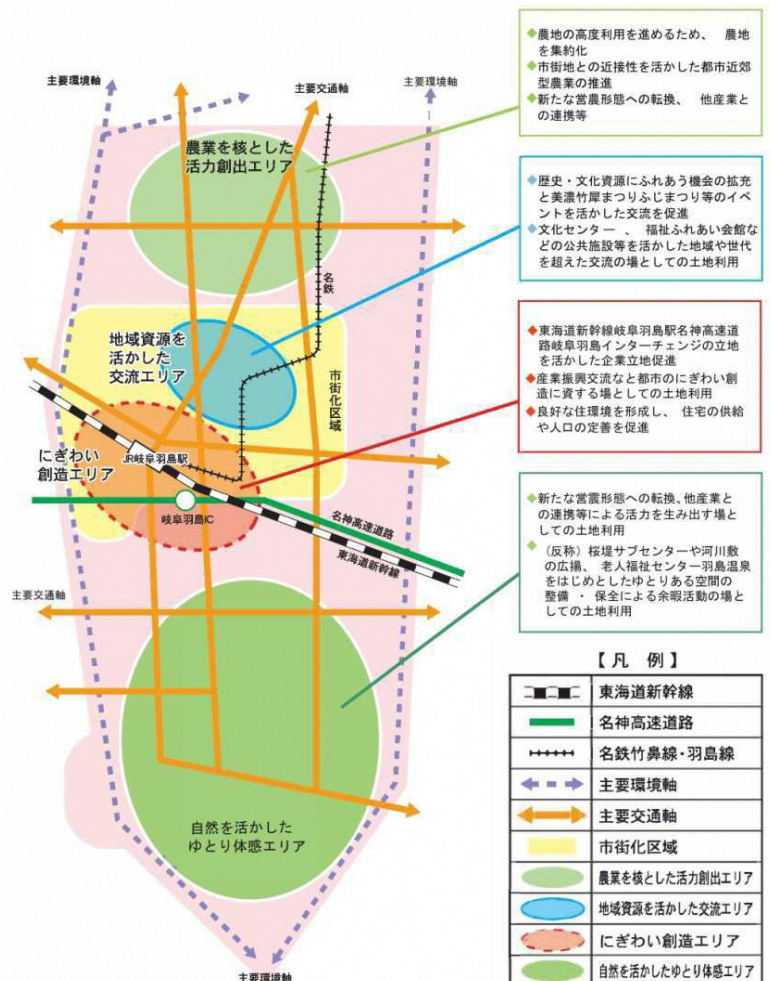 主要環境軸
主要交通軸
主要環境軸
農業を核とした
活力創出エリア
名鉄
地域資源を
活かした
交流エリア
市街化区域
にぎわい
創造エリア
JR岐阜羽島駅
岐阜羽島IC
名神高速道路
東海道新幹線
主要交通軸
自然を活かした
ゆとり体感エリア
主要環境軸
◆農地の高度利用を進めるため、 農地
を集約化
◆市街地との近接性を活かした都市近郊
型農業の推進
◆新たな営農形態への転換、 他産業と
の連携等
◆歴史・文化資源にふれあう機会の拡充
と美濃竹犀まつりふじまつり等のイベ
ントを活かした交流を促進
◆文化センター 、 福祉ふれあい会館な
どの公共施設等を活かした地域や世代
を超えた交流の場としての土地利用
◆東海道新幹線岐阜羽島駅名神高速道
路岐阜羽島インターチェンジの立地
を活かした企業立地促進
◆産業振興交流なと都市のにぎわい創
造に資する場としての土地利用
◆良好な住環境を形成し、 住宅の供給
や人口の定善を促進
◆新たな営震形態への転換、他産業と
の連携等による活力を生み出す場と
しての土地利用
◆（反称）桜堤サブセンターや河川敷
の広場、 老人福祉センター羽島温泉
をはじめとしたゆとりある空間の
整備 ・ 保全による余暇活動の場と
しての土地利用
【凡 例】
東海道新幹線
名神高速道路
名鉄竹鼻線・羽島線
主要環境軸
主要交通軸
市街化区域
農業を核とした活力創出エリア
地域資源を活かした交流エリア
にぎわい創造エリア
自然を活かしたゆとり体感エリア